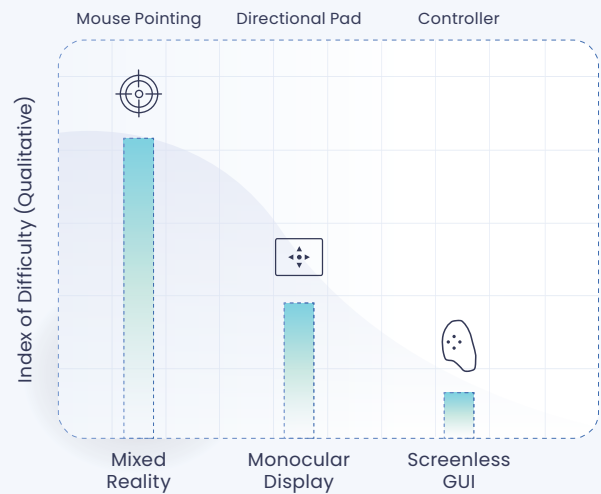 Mouse Pointing
Directional Pad
Controller
Index of Difficulty (Qualitative)
Mixed
Reality
Monocular
Display
Screenless
GUI